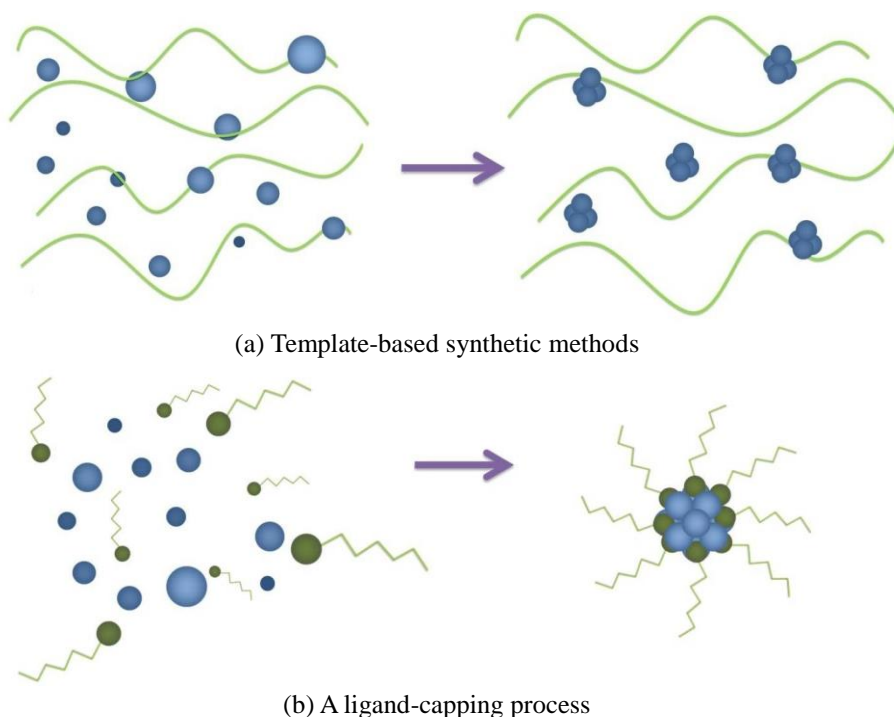 (a) Template-based synthetic methods
(b) A ligand-capping process